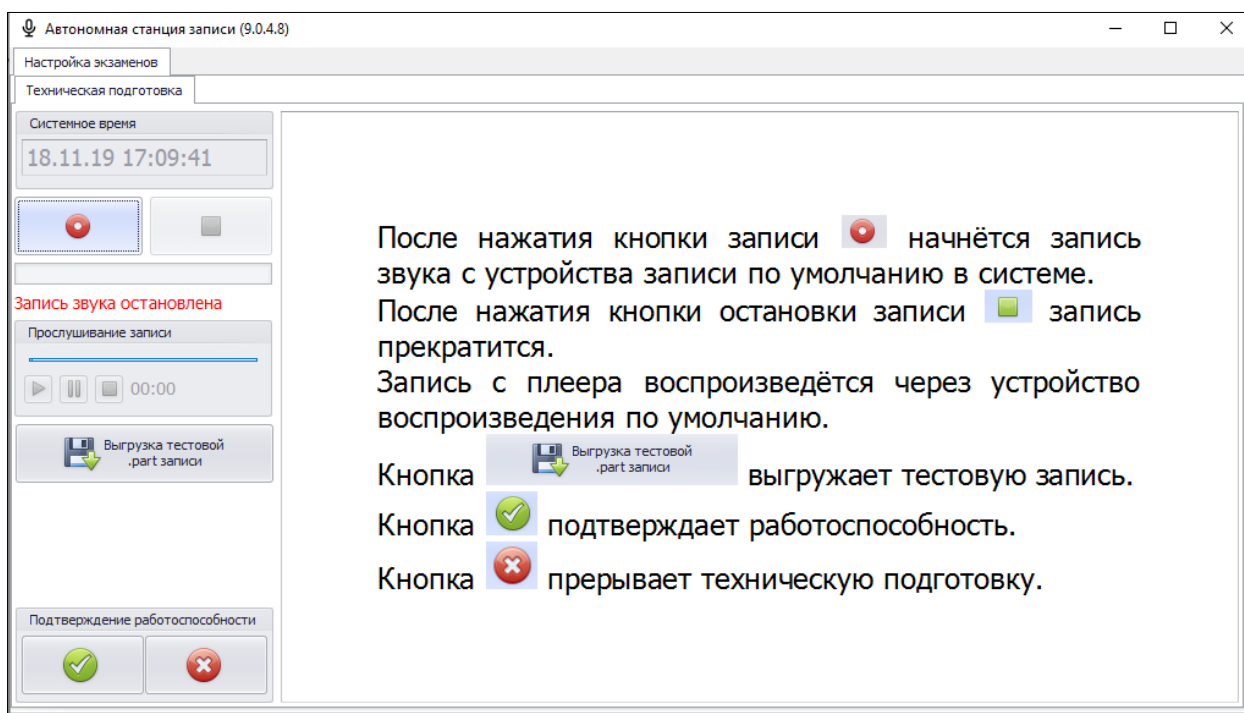 Автономная станция записи (9.0.4.8)
Настройка экзаменов
Техническая подготовка
Системное время
18.11.19 17:09:41
Запись звука остановлена
Прослушивание записи
00:00
Выгрузка тестовой
.part записи
Подтверждение работоспособности
После нажатия кнопки записи начнётся запись
звука с устройства записи по умолчанию в системе.
После нажатия кнопки остановки записи запись
прекратится.
Запись с плеера воспроизведётся через устройство
воспроизведения по умолчанию.
Кнопка Выгрузка тестовой .part записи выгружает тестовую запись.
Кнопка подтверждает работоспособность.
Кнопка прерывает техническую подготовку.